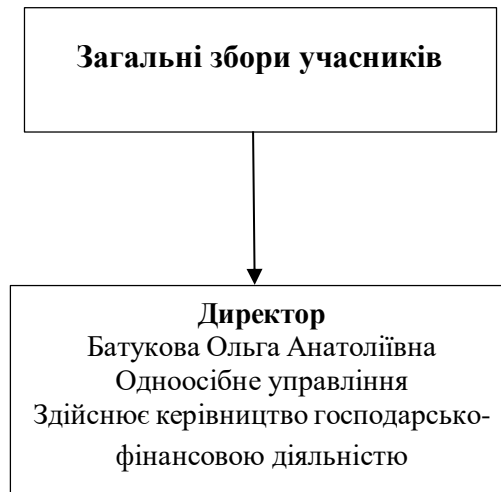 Загальні збори учасників
Директор
Батукова Ольга Анатоліївна
Одноосібне управління
Здійснює керівництво господарсько-
фінансовою діяльністю